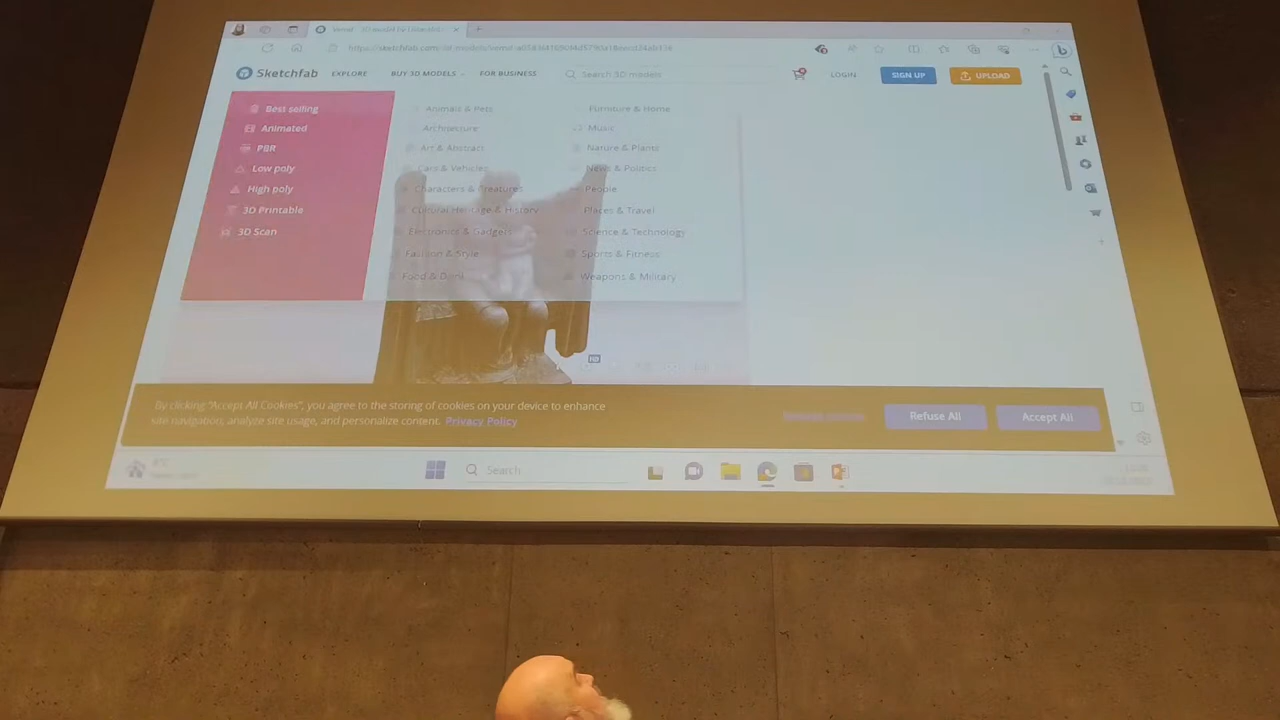 Sketchfab EXPLORE BUY 3D MODELS FOR BUSINESS Search 3D models LOGIN SIGN UP UPLOAD
Best selling
Animated
PBR
Low poly
High poly
3D Printable
3D Scan
Animals & Pets
Architecture
Art & Abstract
Cars & Vehicles
Characters & Creatures
Cultural Heritage & History
Electronics & Gadgets
Fashion & Style
Food & Drink
Furniture & Home
Music
Nature & Plants
News & Politics
People
Places & Travel
Science & Technology
Sports & Fitness
Weapons & Military
By clicking "Accept All Cookies", you agree to the storing of cookies on your device to enhance
site navigation, analyze site usage, and personalize content. Privacy Policy
Refuse All
Accept All
Search